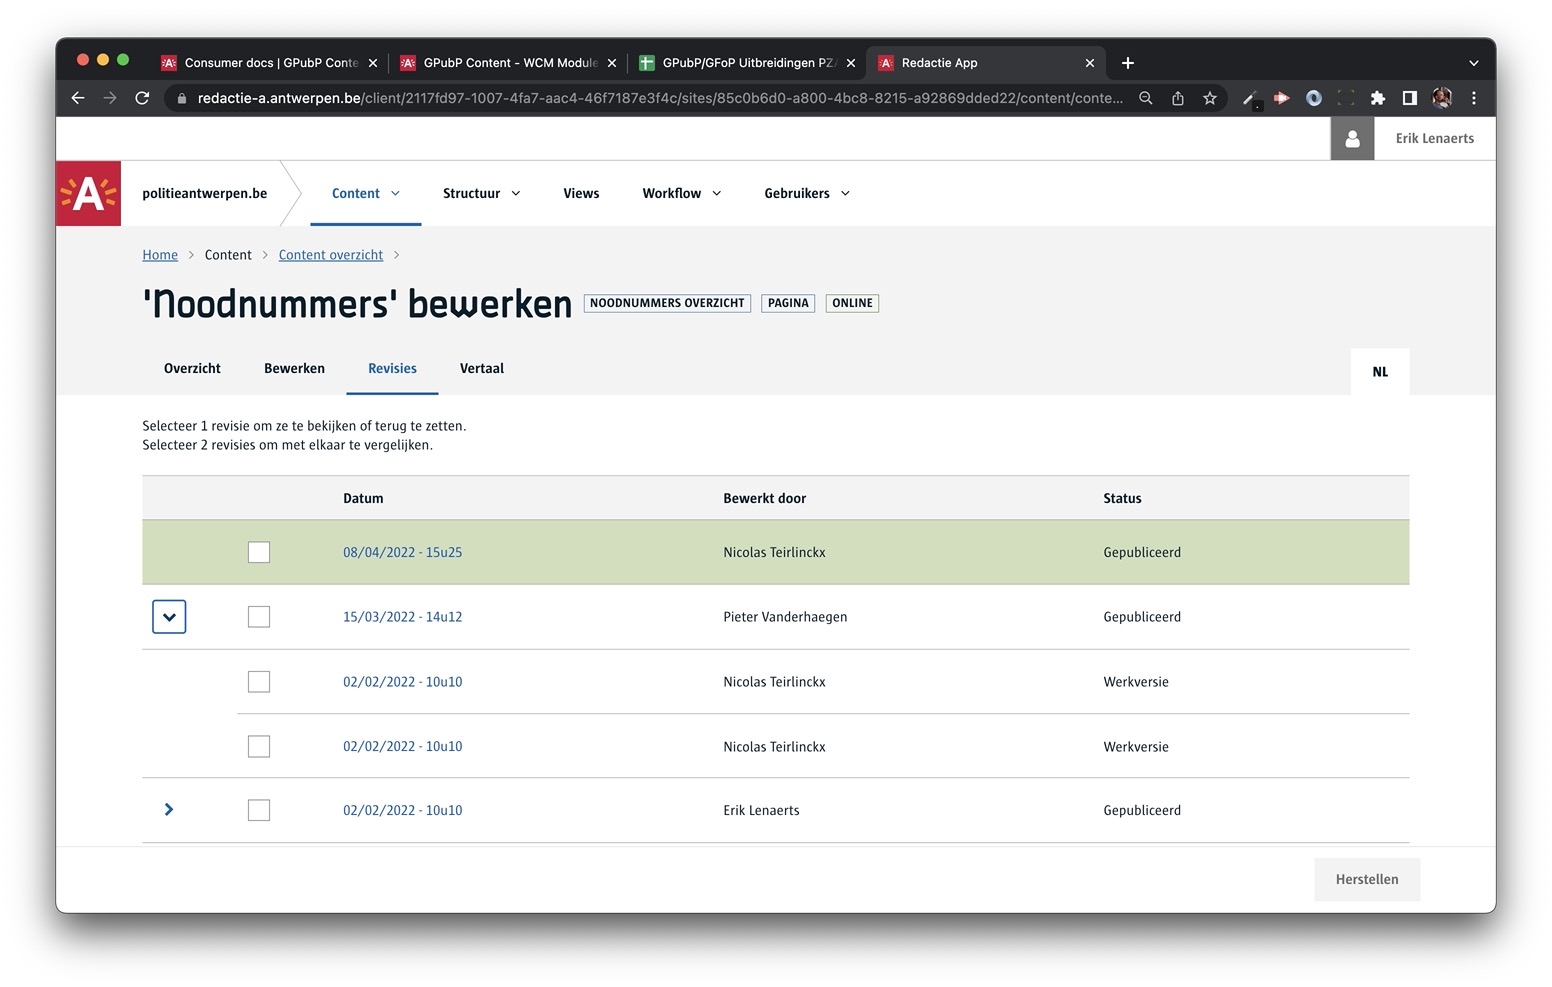 Consumer docs | GPubP Conte
GPubP Content - WCM Module
GPubP/GFoP Uitbreidingen PZA
Redactie App
redactie-a.antwerpen.be/client/2117fd97-1007-4fa7-aac4-46f7187e3f4c/sites/85c0b6d0-a800-4bc8-8215-a92869dded22/content/conte...
Erik Lenaerts
A
politieantwerpen.be
Content
Structuur
Views
Workflow
Gebruikers
Home > Content > Content overzicht >
'Noodnummers' bewerken NOODNUMMERS OVERZICHT PAGINA ONLINE
Overzicht
Bewerken
Revisies
Vertaal
NL
Selecteer 1 revisie om ze te bekijken of terug te zetten.
Selecteer 2 revisies om met elkaar te vergelijken.
Datum Bewerkt door Status
08/04/2022 - 15u25 Nicolas Teirlinckx Gepubliceerd
15/03/2022 - 14u12 Pieter Vanderhaegen Gepubliceerd
02/02/2022 - 10u10 Nicolas Teirlinckx Werkversie
02/02/2022 - 10u10 Nicolas Teirlinckx Werkversie
02/02/2022 - 10u10 Erik Lenaerts Gepubliceerd
Herstellen